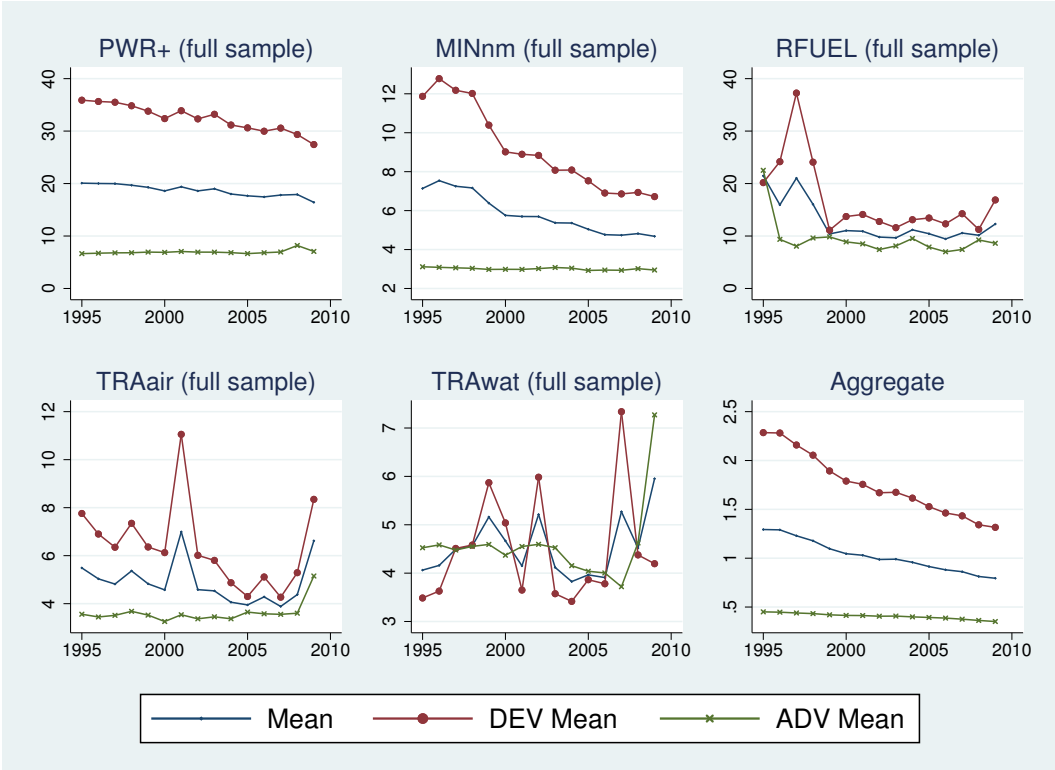 PWR+ (full sample)
0 10 20 30 40
1995 2000 2005 2010
MINnm (full sample)
2 4 6 8 10 12
1995 2000 2005 2010
RFUEL (full sample)
0 10 20 30 40
1995 2000 2005 2010
TRAair (full sample)
4 6 8 10 12
1995 2000 2005 2010
TRAwat (full sample)
3 4 5 6 7
1995 2000 2005 2010
Aggregate
.5 1 1.5 2 2.5
1995 2000 2005 2010
Mean DEV Mean ADV Mean